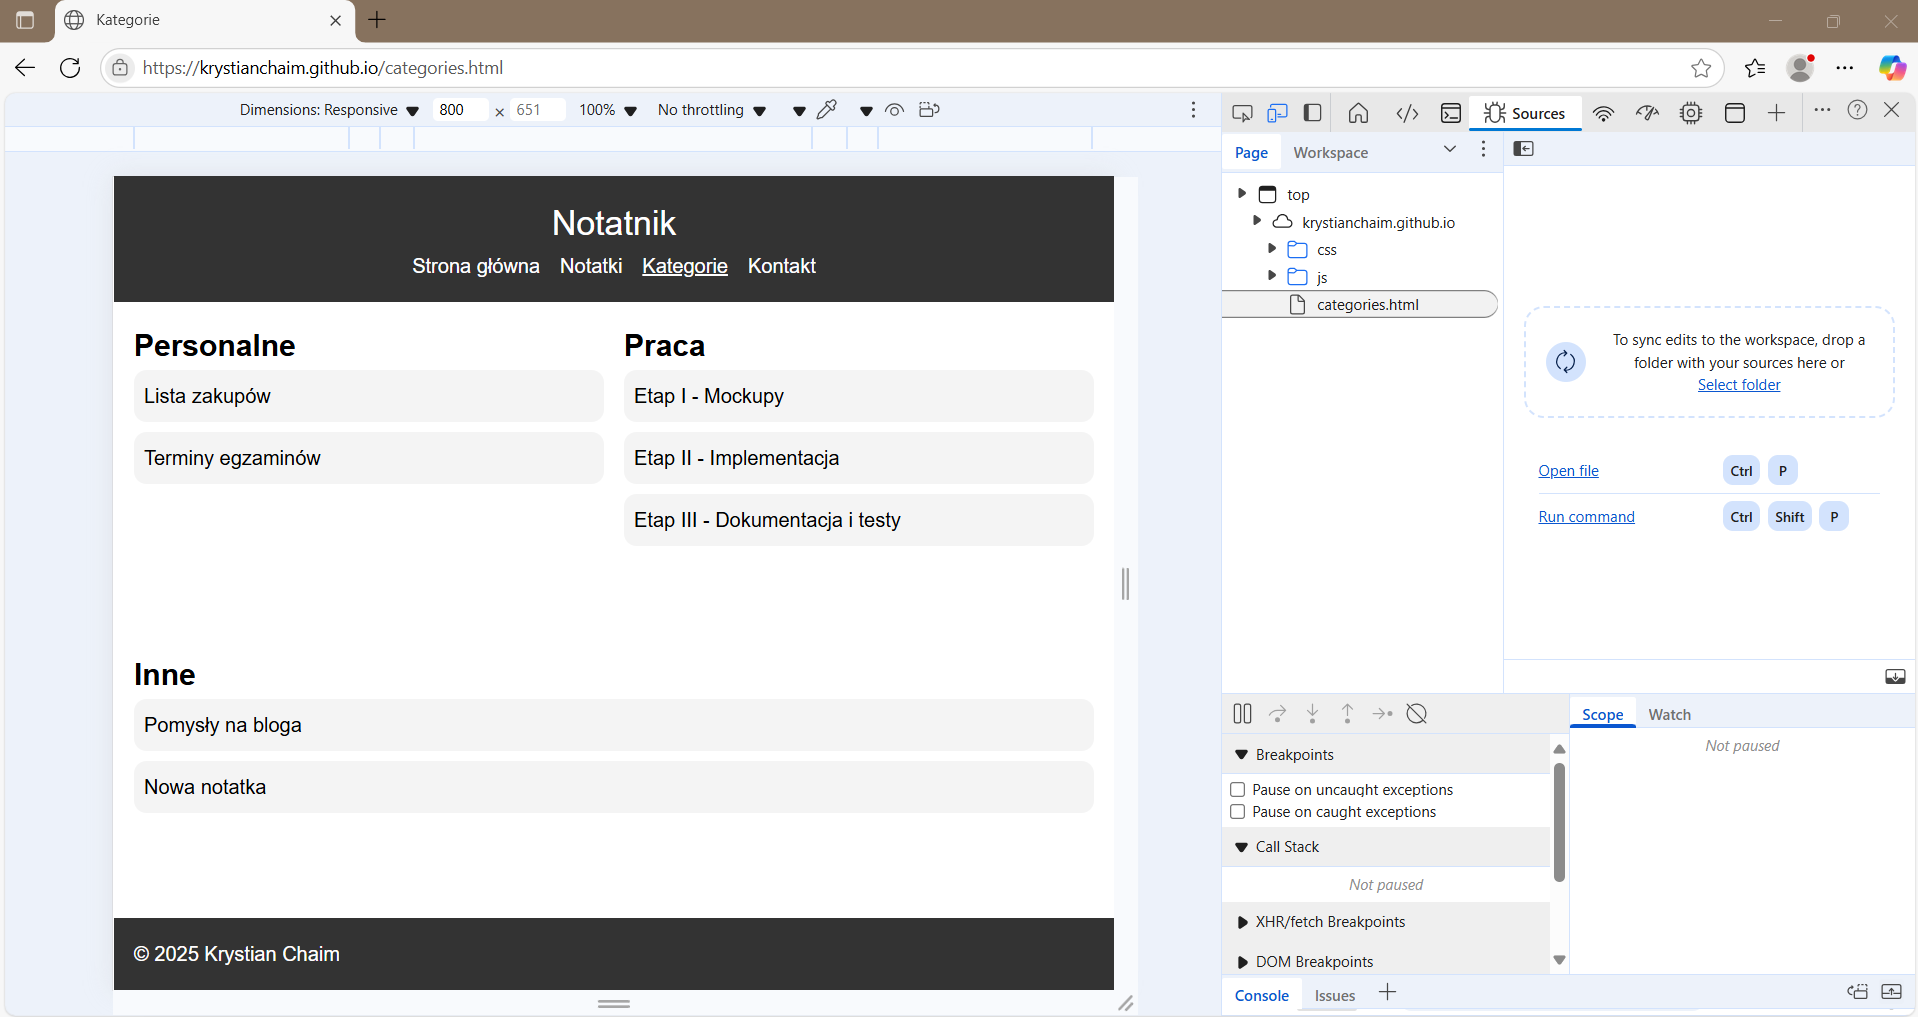 Kategorie
https://krystianchaim.github.io/categories.html
Dimensions: Responsive 800 × 651 100% No throttling
Sources
Page Workspace
top
krystianchaim.github.io
css
js
categories.html
To sync edits to the workspace, drop a
folder with your sources here or
Select folder
Open file Ctrl P
Run command Ctrl Shift P
Notatnik
Strona główna Notatki Kategorie Kontakt
Personalne
Lista zakupów
Terminy egzaminów
Praca
Etap I - Mockupy
Etap II - Implementacja
Etap III - Dokumentacja i testy
Inne
Pomysły na bloga
Nowa notatka
© 2025 Krystian Chaim
Scope Watch
Not paused
Breakpoints
Pause on uncaught exceptions
Pause on caught exceptions
Call Stack
Not paused
XHR/fetch Breakpoints
DOM Breakpoints
Console Issues